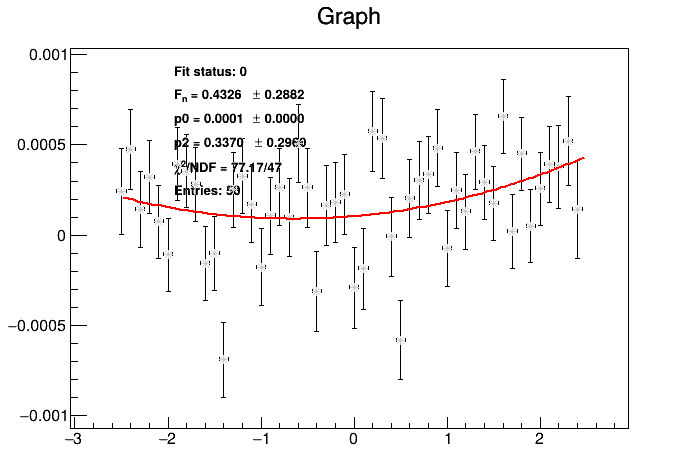 Graph
0.001
0.0005
0
−0.0005
−0.001
Fit status: 0
Fn = 0.4326 ± 0.2882
p0 = 0.0001 ± 0.0000
p2 = 0.3370 ± 0.2960
χ²/NDF = 77.17/47
Entries: 50
−3 −2 −1 0 1 2